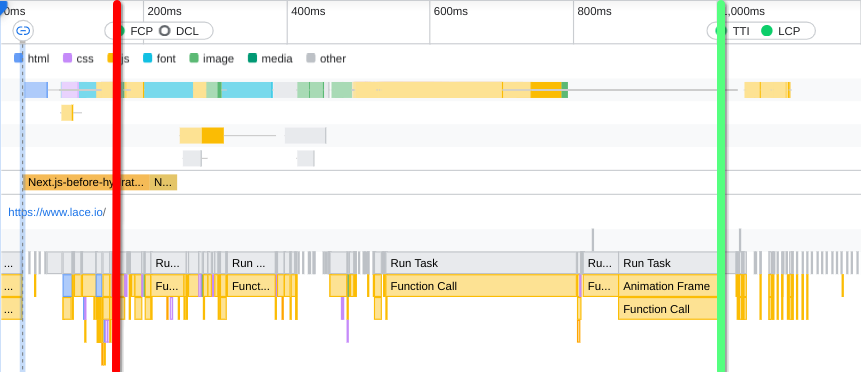 0ms 200ms 400ms 600ms 800ms 1,000ms
FCP DCL TTI LCP
html css js font image media other
Next.js-before-hydrat... N...
https://www.lace.io/
... Ru... Run ... Run Task Ru... Run Task
... Fu... Funct... Function Call Fu... Animation Frame
... Function Call